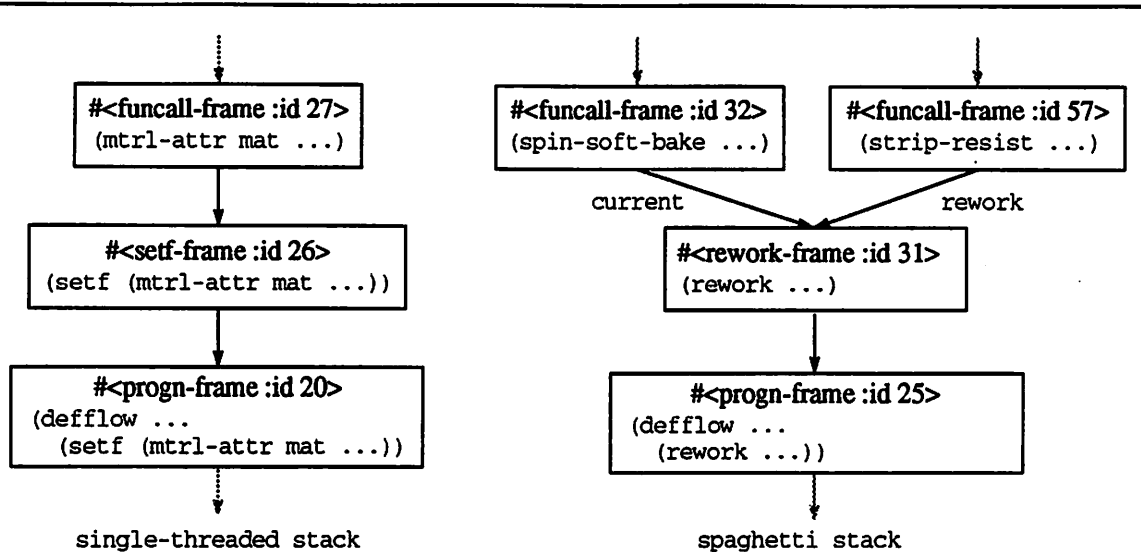 #<funcall-frame :id 27>
(mtrl-attr mat ...)
#<setf-frame :id 26>
(setf (mtrl-attr mat ...))
#<progn-frame :id 20>
(defflow ...
(setf (mtrl-attr mat ...))
single-threaded stack
#<funcall-frame :id 32>
(spin-soft-bake ...)
#<funcall-frame :id 57>
(strip-resist ...)
current
rework
#<rework-frame :id 31>
(rework ...)
#<progn-frame :id 25>
(defflow ...
(rework ...))
spaghetti stack